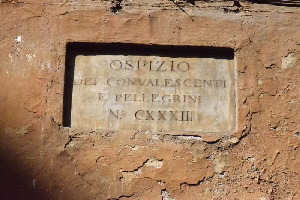 OSPIZIO
DEI CONVALESCENTI
E PELLEGRINI
N° CXXXIII